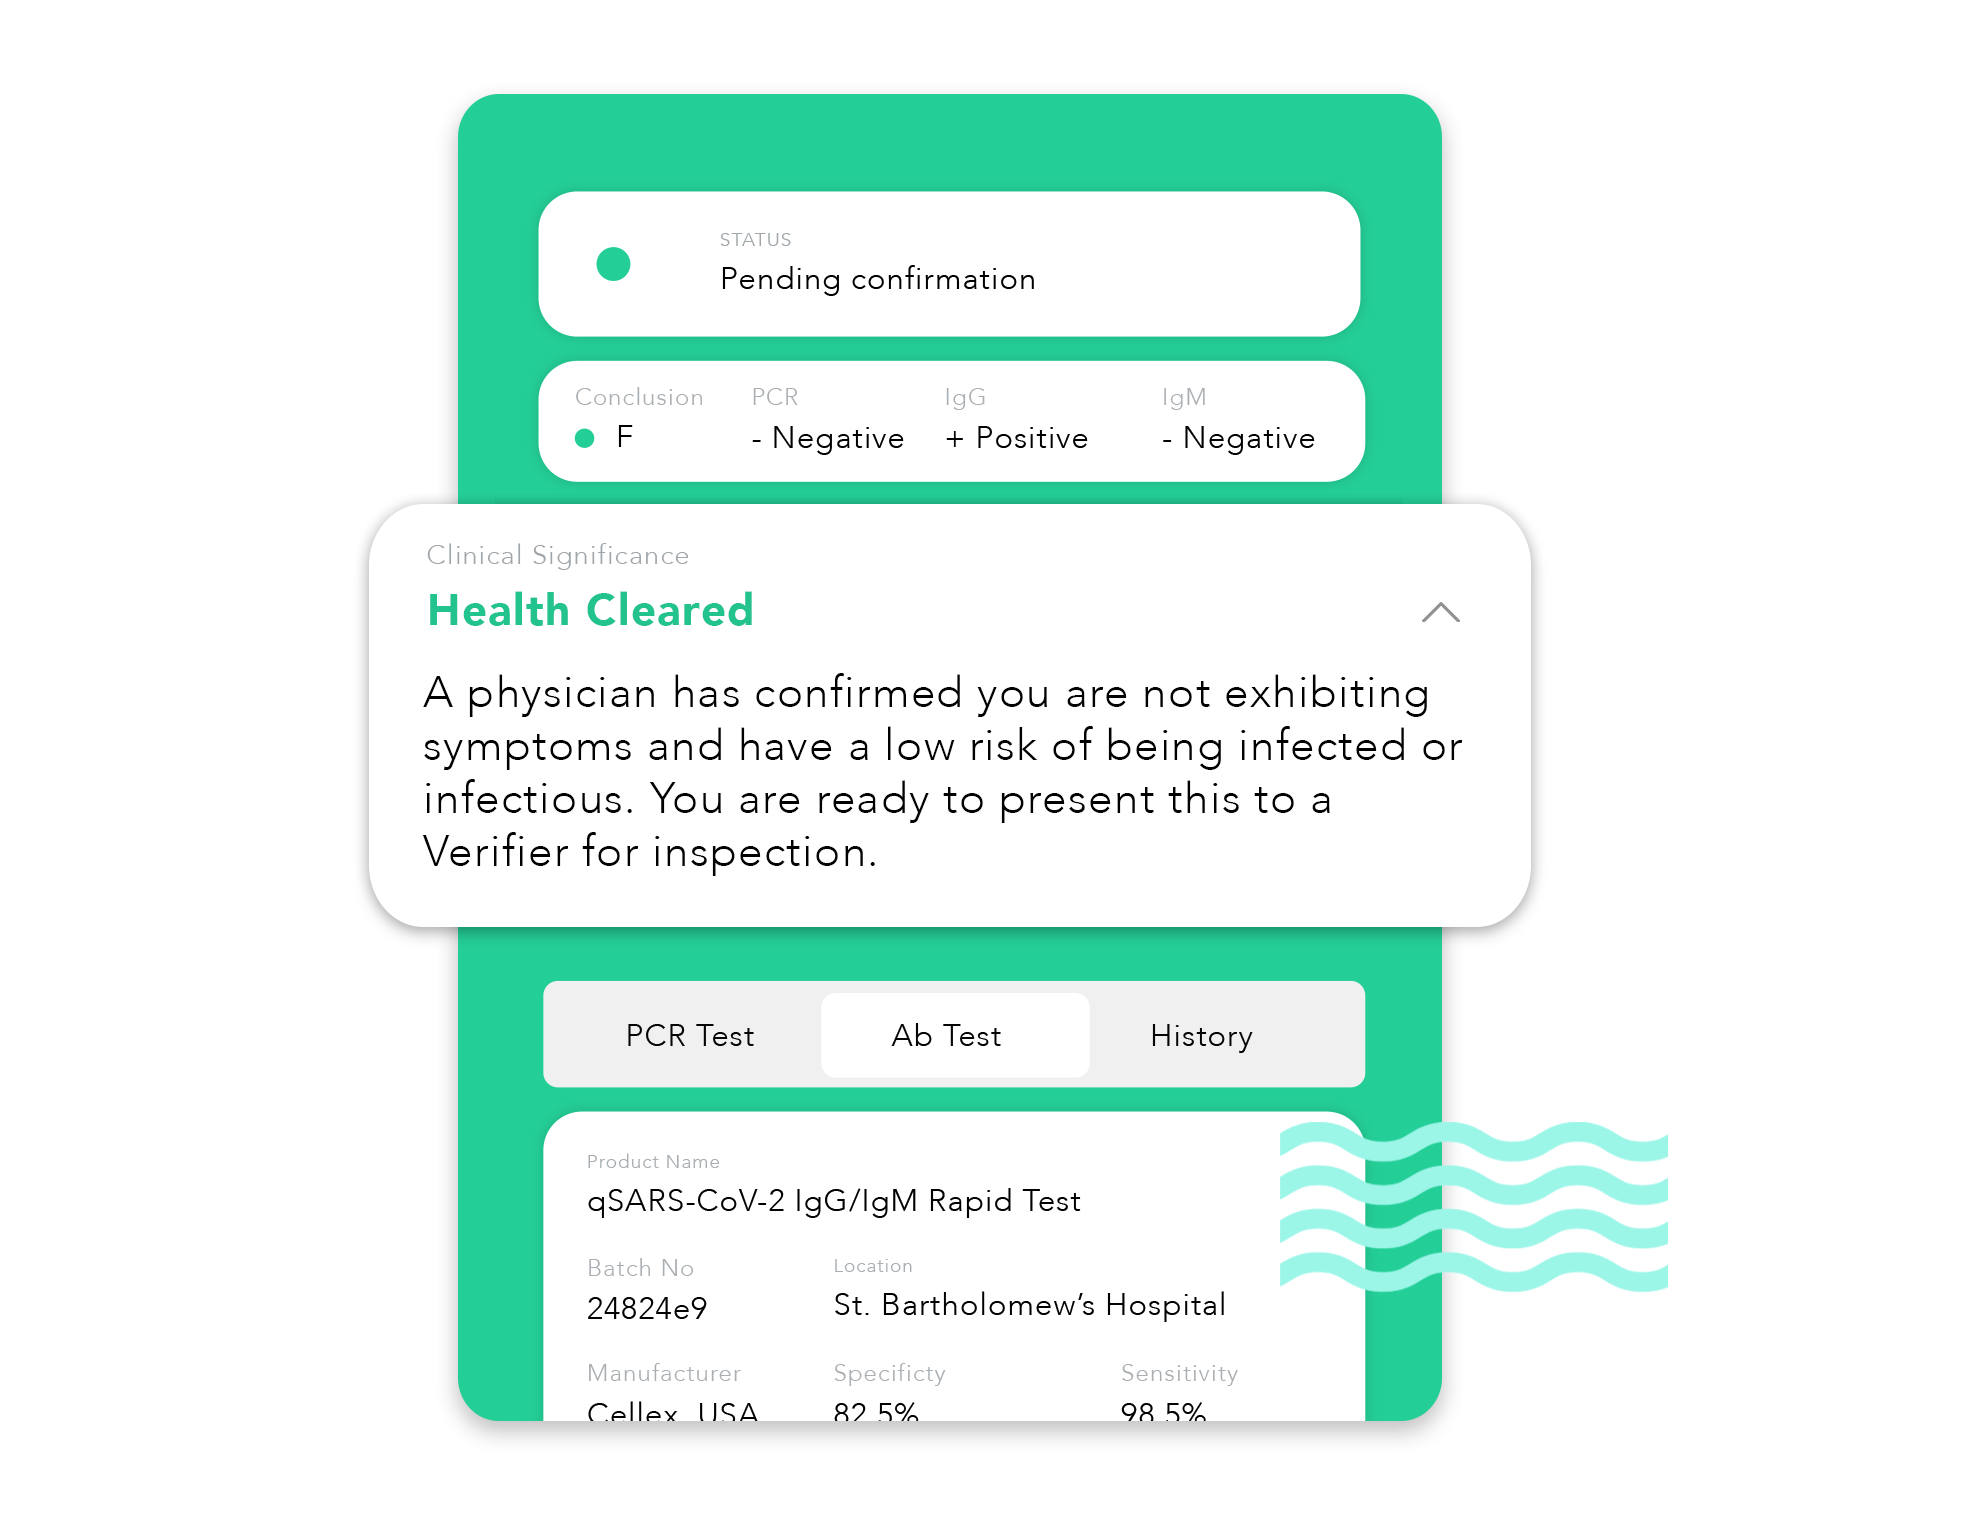 STATUS
Pending confirmation
Conclusion PCR IgG IgM
F - Negative + Positive - Negative
Clinical Significance
Health Cleared
A physician has confirmed you are not exhibiting
symptoms and have a low risk of being infected or
infectious. You are ready to present this to a
Verifier for inspection.
PCR Test Ab Test History
Product Name
qSARS-CoV-2 IgG/IgM Rapid Test
Batch No Location
24824e9 St. Bartholomew’s Hospital
Manufacturer Specificty Sensitivity
Cellex, USA 82.5% 98.5%